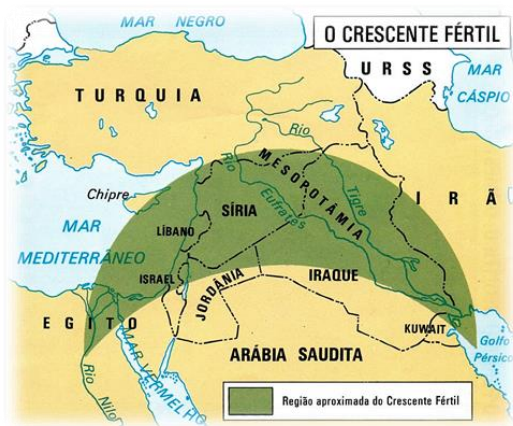 MAR NEGRO
O CRESCENTE FÉRTIL
URSS
MAR
CÁSPIO
TURQUIA
Rio
MESOPOTÂMIA
Rio
Tigre
IRÃ
Chipre
Eufrates
SÍRIA
MAR
MEDITERRÂNEO
LÍBANO
ISRAEL
JORDÂNIA
IRAQUE
EGITO
KUWAIT
Golfo
Pérsico
MAR VERMELHO
ARÁBIA SAUDITA
Rio Nilo
Região aproximada do Crescente Fértil